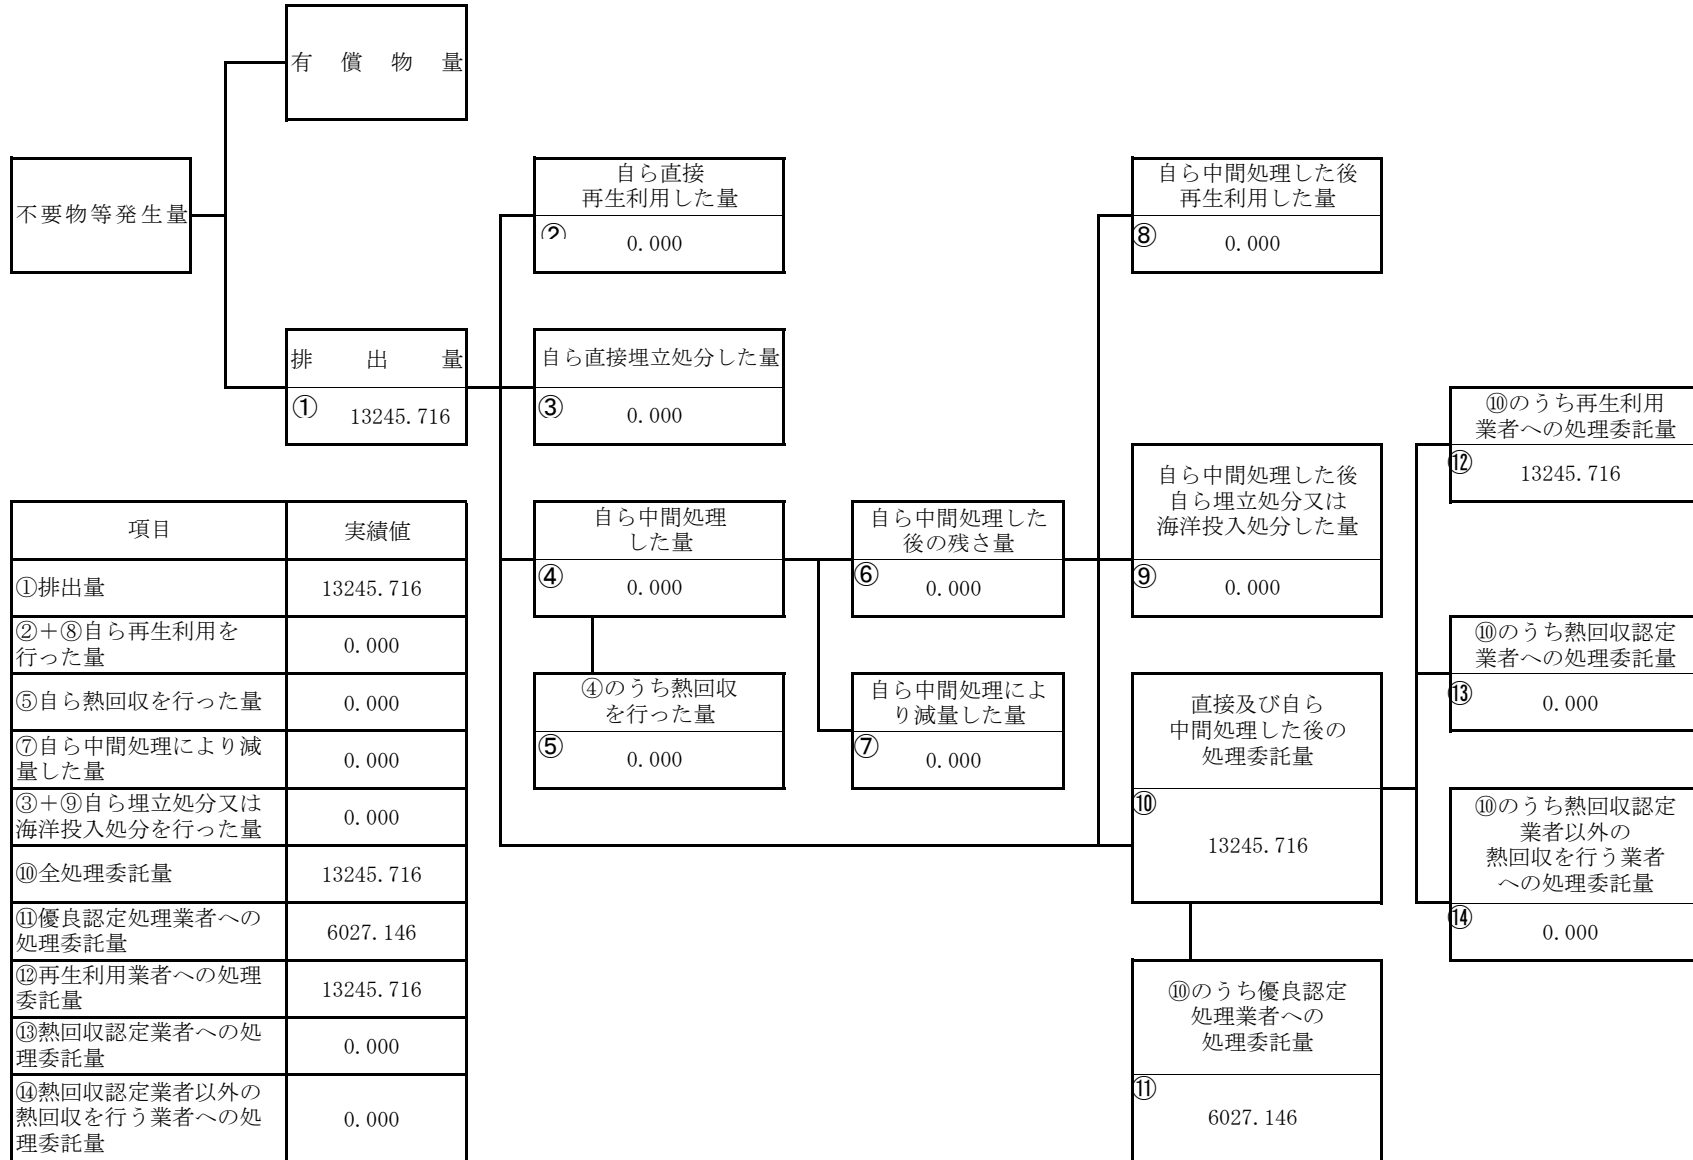 有償物量
不要物等発生量
排出量
① 13245.716
自ら直接
再生利用した量
② 0.000
自ら直接埋立処分した量
③ 0.000
自ら中間処理
した量
④ 0.000
④のうち熱回収
を行った量
⑤ 0.000
自ら中間処理した
後の残さ量
⑥ 0.000
自ら中間処理によ
り減量した量
⑦ 0.000
自ら中間処理した後
再生利用した量
⑧ 0.000
自ら中間処理した後
自ら埋立処分又は
海洋投入処分した量
⑨ 0.000
直接及び自ら
中間処理した後の
処理委託量
⑩
13245.716
⑩のうち優良認定
処理業者への
処理委託量
⑪
6027.146
⑩のうち再生利用
業者への処理委託量
⑫ 13245.716
⑩のうち熱回収認定
業者への処理委託量
⑬ 0.000
⑩のうち熱回収認定
業者以外の
熱回収を行う業者
への処理委託量
⑭ 0.000
項目 実績値
①排出量 13245.716
②+⑧自ら再生利用を
行った量 0.000
⑤自ら熱回収を行った量 0.000
⑦自ら中間処理により減
量した量 0.000
③+⑨自ら埋立処分又は
海洋投入処分を行った量 0.000
⑩全処理委託量 13245.716
⑪優良認定処理業者への
処理委託量 6027.146
⑫再生利用業者への処理
委託量 13245.716
⑬熱回収認定業者への処
理委託量 0.000
⑭熱回収認定業者以外の
熱回収を行う業者への処
理委託量 0.000